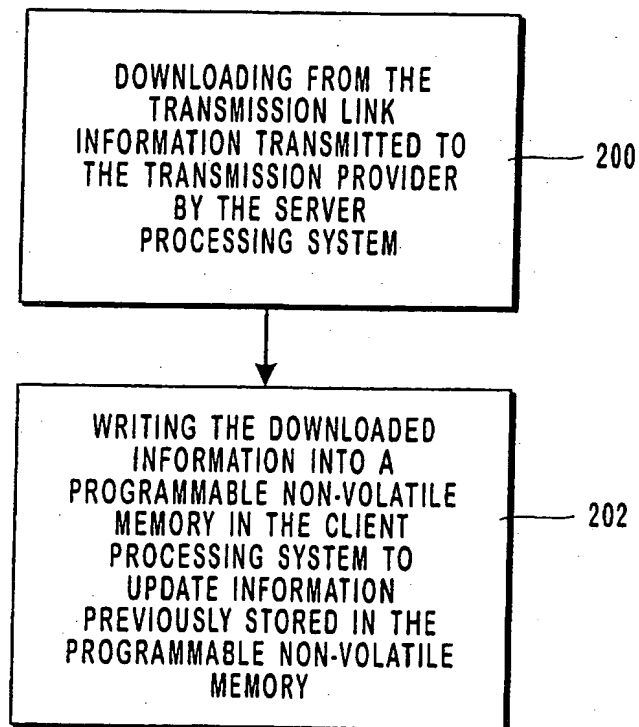 DOWNLOADING FROM THE
TRANSMISSION LINK
INFORMATION TRANSMITTED TO
THE TRANSMISSION PROVIDER
BY THE SERVER
PROCESSING SYSTEM
200
WRITING THE DOWNLOADED
INFORMATION INTO A
PROGRAMMABLE NON-VOLATILE
MEMORY IN THE CLIENT
PROCESSING SYSTEM TO
UPDATE INFORMATION
PREVIOUSLY STORED IN THE
PROGRAMMABLE NON-VOLATILE
MEMORY
202